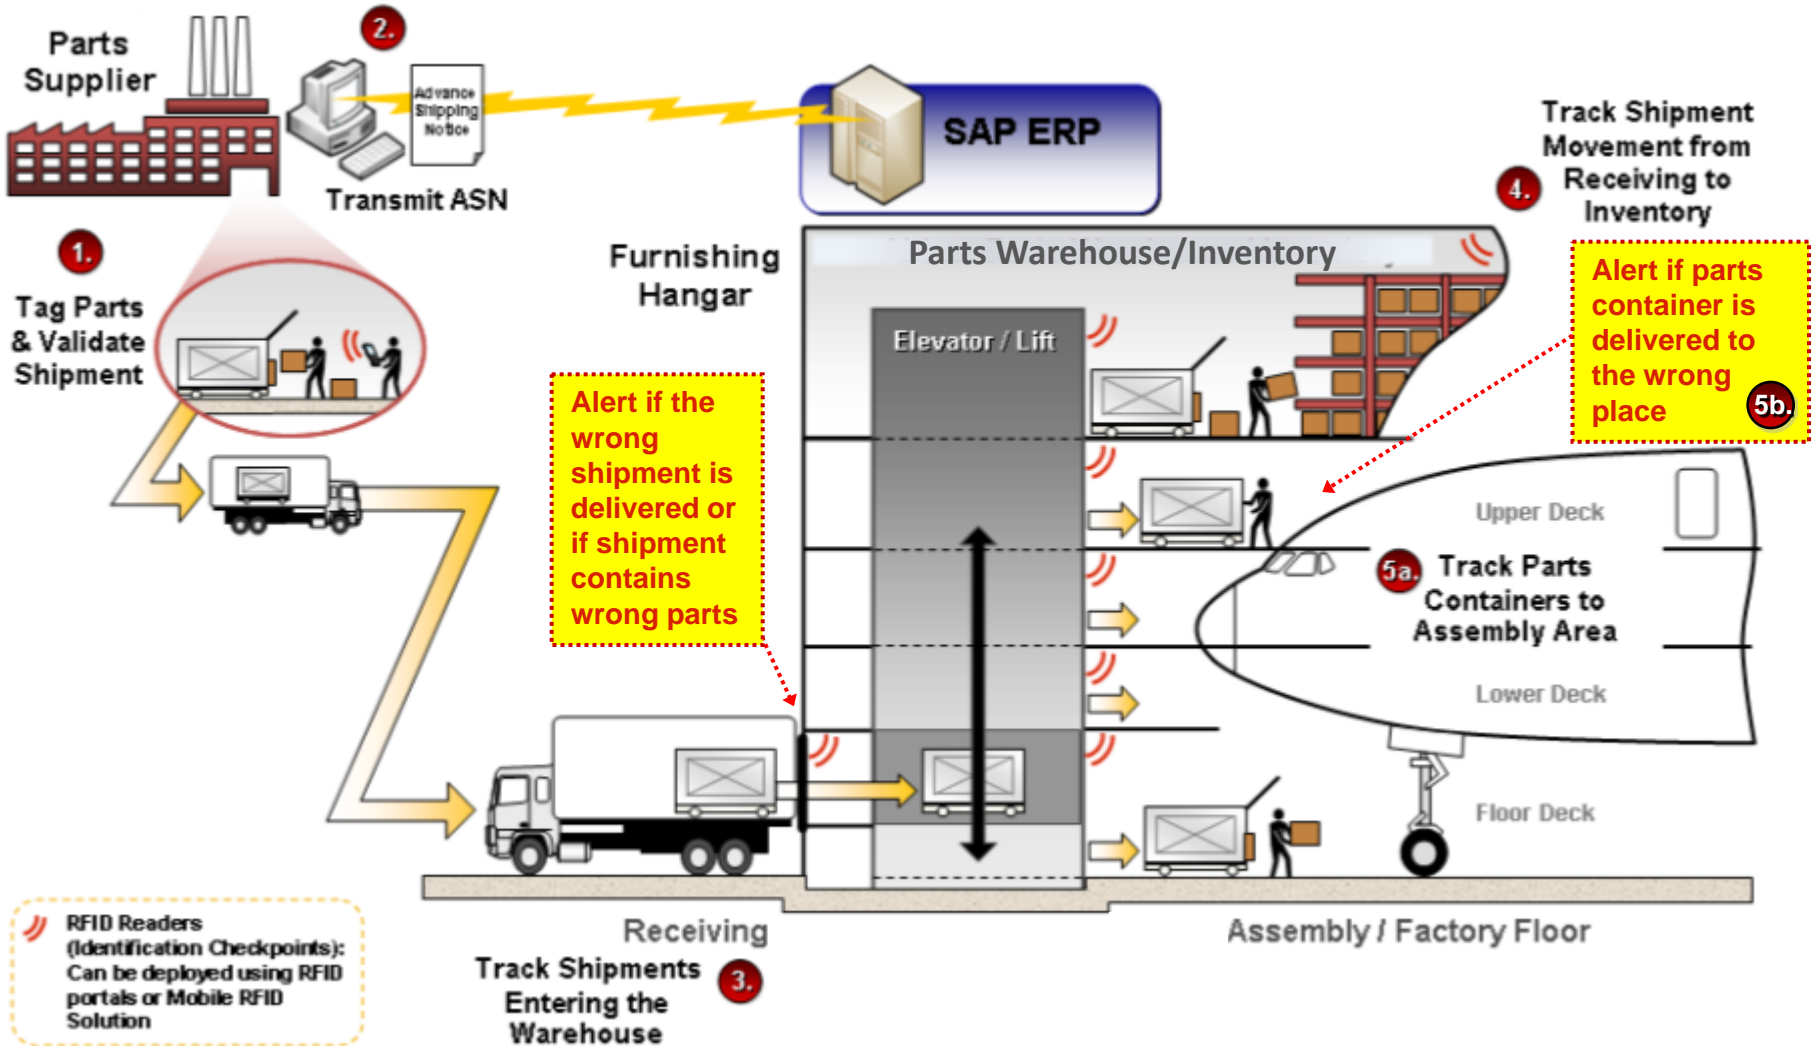 Parts
Supplier
2.
Advance
Shipping
Notice
Transmit ASN
SAP ERP
1.
Tag Parts
& Validate
Shipment
Furnishing
Hangar
Parts Warehouse/Inventory
Elevator / Lift
4.
Track Shipment
Movement from
Receiving to
Inventory
Alert if parts
container is
delivered to
the wrong
place
5b.
Alert if the
wrong
shipment is
delivered or
if shipment
contains
wrong parts
Upper Deck
5a.
Track Parts
Containers to
Assembly Area
Lower Deck
Floor Deck
RFID Readers
(Identification Checkpoints):
Can be deployed using RFID
portals or Mobile RFID
Solution
Receiving
Track Shipments
Entering the
Warehouse
3.
Assembly / Factory Floor